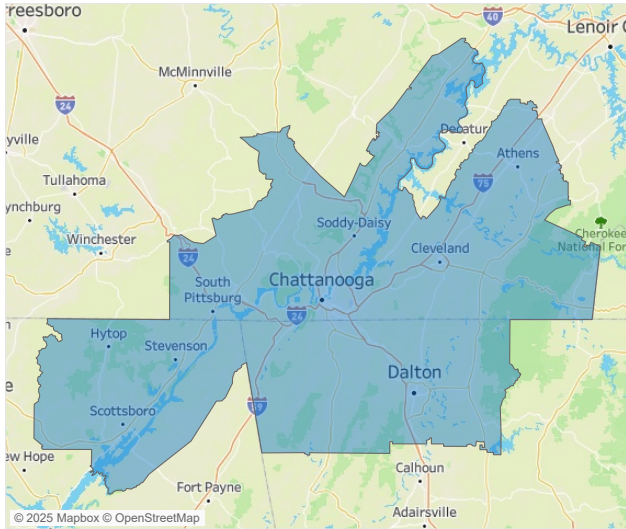 reesboro
40
Lenoir C
McMinnville
24
yville
Decatur
Athens
Tullahoma
75
ynchburg
Soddy-Daisy
Cherokee
National For
Winchester
Cleveland
e
24
Chattanooga
South
Pittsburg
24
n
Hytop
Stevenson
e
Dalton
59
Scottsboro
ew Hope
Calhoun
Fort Payne
Adairsville
© 2025 Mapbox © OpenStreetMap